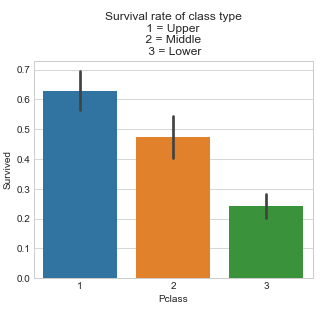 Survival rate of class type
1 = Upper
2 = Middle
3 = Lower
0.7
0.6
0.5
0.4
0.3
0.2
0.1
0.0
Survived
1 2 3
Pclass